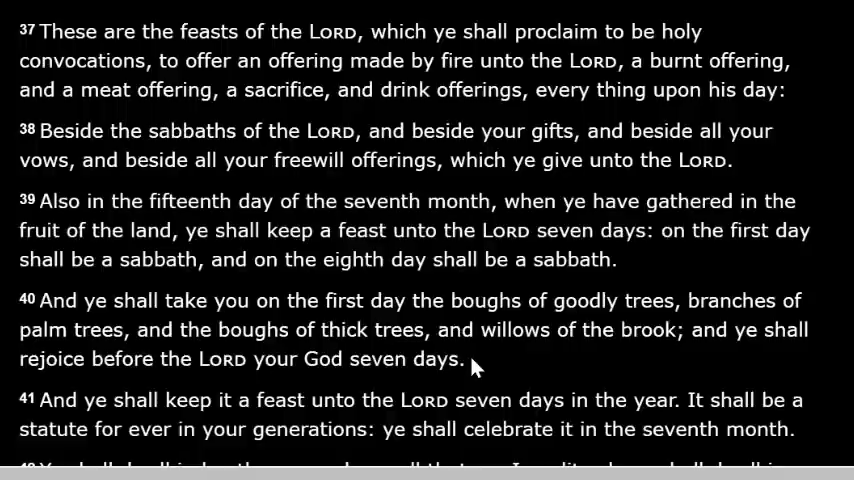 37 These are the feasts of the LORD, which ye shall proclaim to be holy
convocations, to offer an offering made by fire unto the LORD, a burnt offering,
and a meat offering, a sacrifice, and drink offerings, every thing upon his day:
38 Beside the sabbaths of the LORD, and beside your gifts, and beside all your
vows, and beside all your freewill offerings, which ye give unto the LORD.
39 Also in the fifteenth day of the seventh month, when ye have gathered in the
fruit of the land, ye shall keep a feast unto the LORD seven days: on the first day
shall be a sabbath, and on the eighth day shall be a sabbath.
40 And ye shall take you on the first day the boughs of goodly trees, branches of
palm trees, and the boughs of thick trees, and willows of the brook; and ye shall
rejoice before the LORD your God seven days.
41 And ye shall keep it a feast unto the LORD seven days in the year. It shall be a
statute for ever in your generations: ye shall celebrate it in the seventh month.